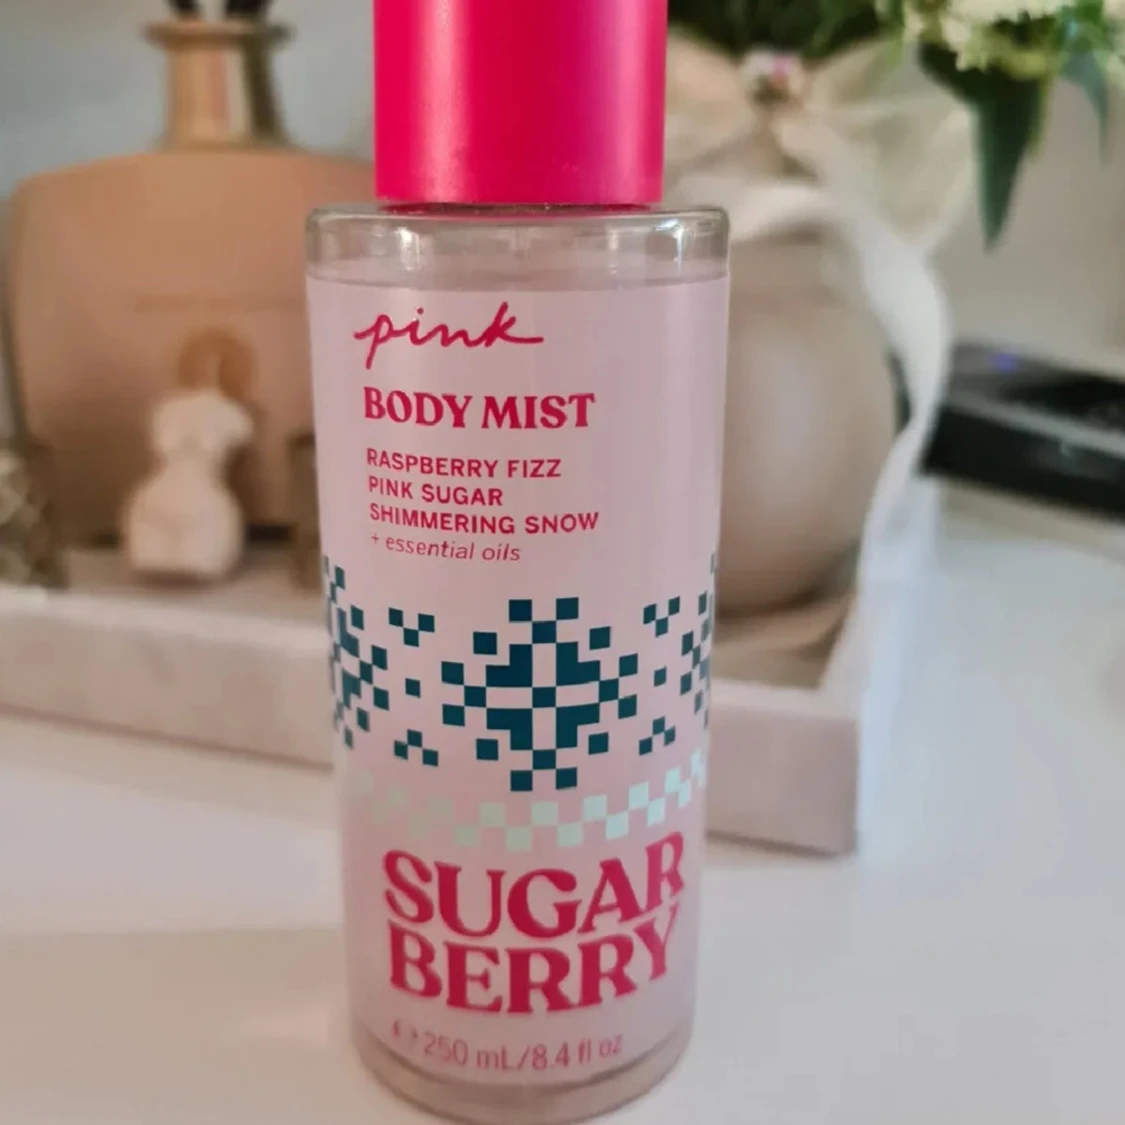 pink
BODY MIST
RASPBERRY FIZZ
PINK SUGAR
SHIMMERING SNOW
+ essential oils
SUGAR
BERRY
250 mL/8.4 fl oz